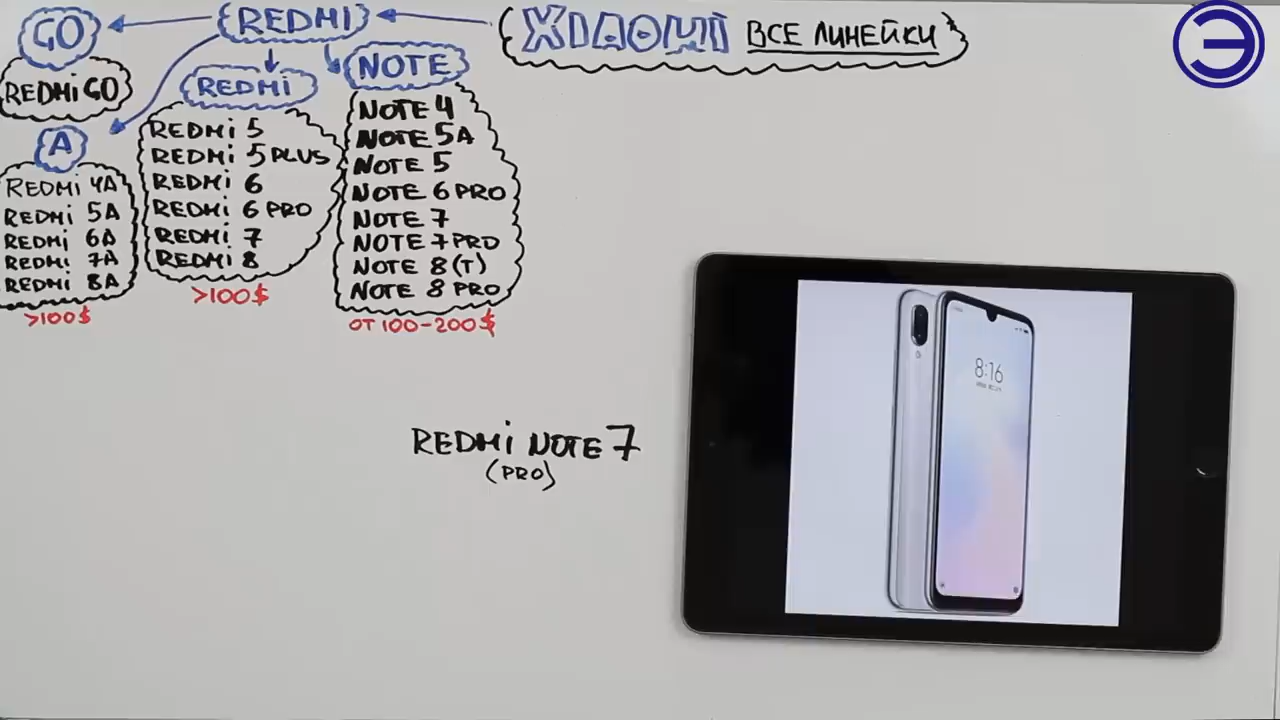 XIAOMI ВСЕ ЛИНЕЙКИ
Э
REDMI
GO
REDMI GO
A
REDMI 4A
REDMI 5A
REDMI 6A
REDMI 7A
REDMI 8A
>100$
REDMI
REDMI 5
REDMI 5 PLUS
REDMI 6
REDMI 6 PRO
REDMI 7
REDMI 8
>100$
NOTE
NOTE 4
NOTE 5A
NOTE 5
NOTE 6 PRO
NOTE 7
NOTE 7 PRO
NOTE 8(T)
NOTE 8 PRO
ОТ 100-200$
REDMI NOTE 7
(PRO)
8:16